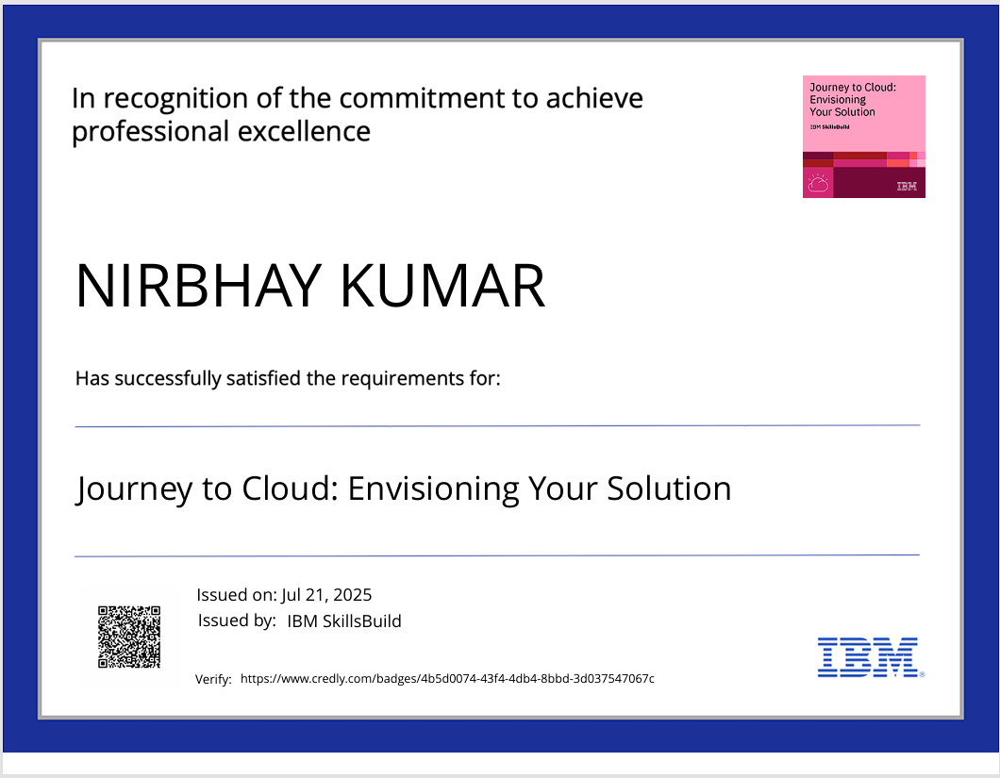 In recognition of the commitment to achieve
professional excellence
Journey to Cloud:
Envisioning
Your Solution
IBM SkillsBuild
IBM
NIRBHAY KUMAR
Has successfully satisfied the requirements for:
Journey to Cloud: Envisioning Your Solution
Issued on: Jul 21, 2025
Issued by: IBM SkillsBuild
Verify: https://www.credly.com/badges/4b5d0074-43f4-4db4-8bbd-3d037547067c
IBM®